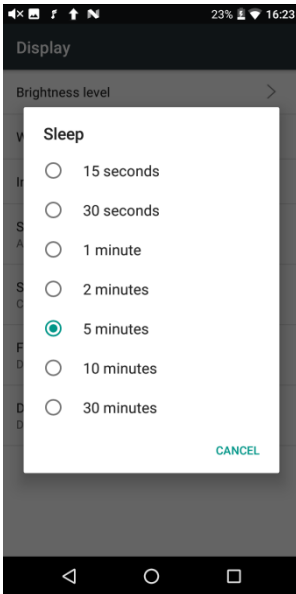 23% 16:23
Display
Brightness level
Sleep
15 seconds
30 seconds
1 minute
2 minutes
5 minutes
10 minutes
30 minutes
CANCEL